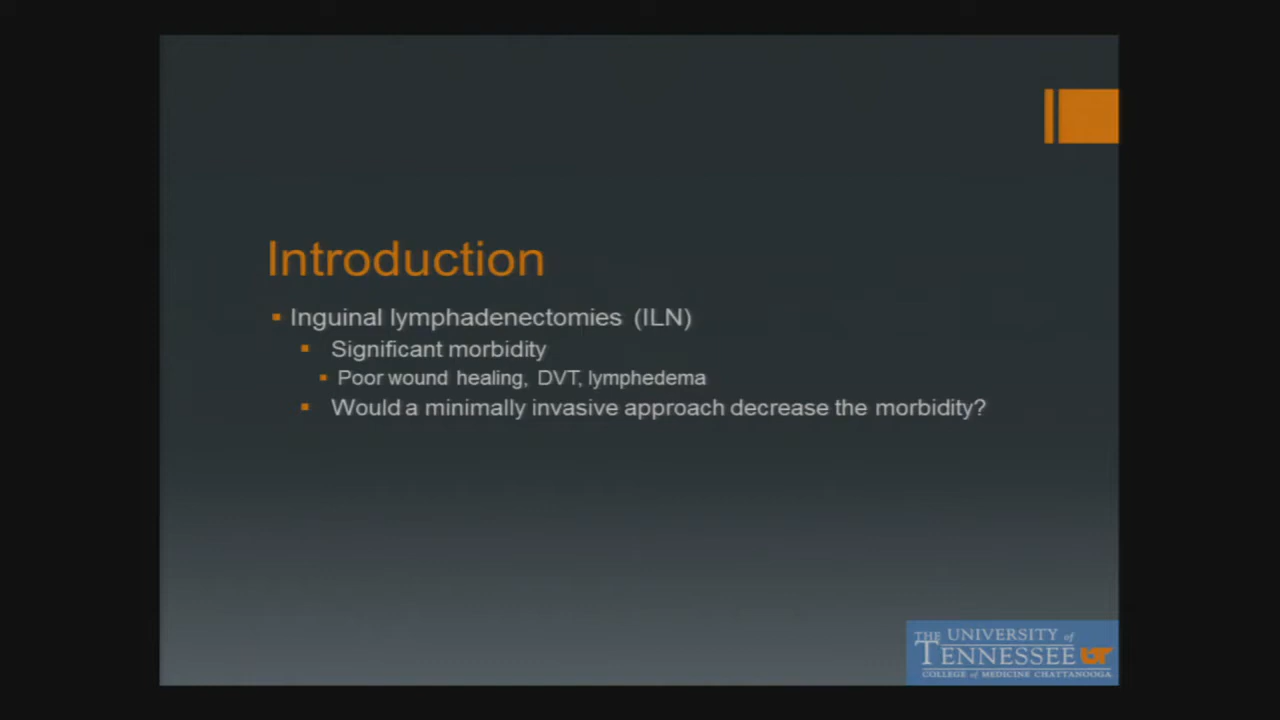 Introduction
Inguinal lymphadenectomies (ILN)
Significant morbidity
Poor wound healing, DVT, lymphedema
Would a minimally invasive approach decrease the morbidity?
THE UNIVERSITY of
TENNESSEE UT
COLLEGE of MEDICINE CHATTANOOGA